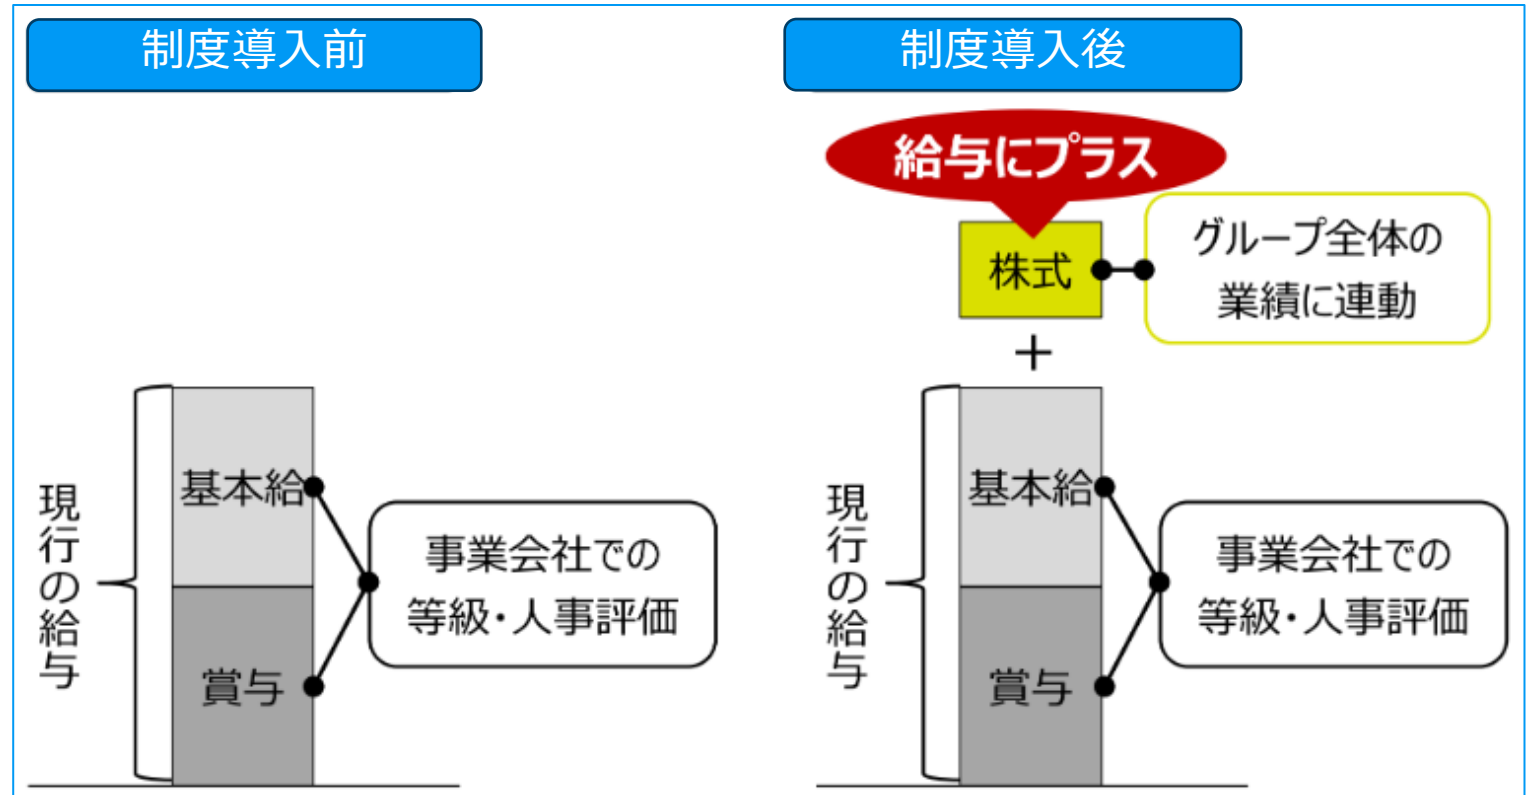 制度導入前
現行の給与
基本給
賞与
事業会社での
等級・人事評価
制度導入後
給与にプラス
株式
グループ全体の
業績に連動
＋
現行の給与
基本給
賞与
事業会社での
等級・人事評価